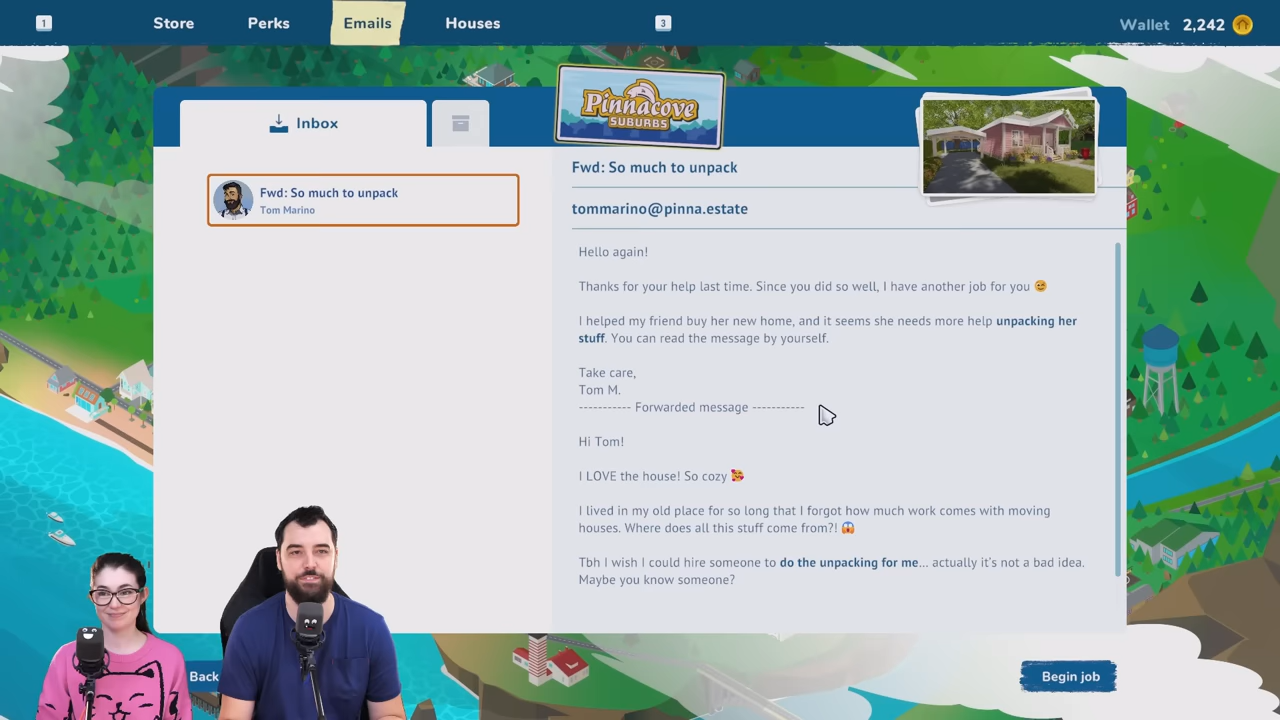 1
Store
Perks
Emails
Houses
3
Wallet 2,242
Inbox
Pinnacove
SUBURBS
Fwd: So much to unpack
Tom Marino
Fwd: So much to unpack
tommarino@pinna.estate
Hello again!
Thanks for your help last time. Since you did so well, I have another job for you 😊
I helped my friend buy her new home, and it seems she needs more help unpacking her
stuff. You can read the message by yourself.
Take care,
Tom M.
----------- Forwarded message -----------
Hi Tom!
I LOVE the house! So cozy 🥰
I lived in my old place for so long that I forgot how much work comes with moving
houses. Where does all this stuff come from?! 😱
Tbh I wish I could hire someone to do the unpacking for me... actually it's not a bad idea.
Maybe you know someone?
Back
Begin job